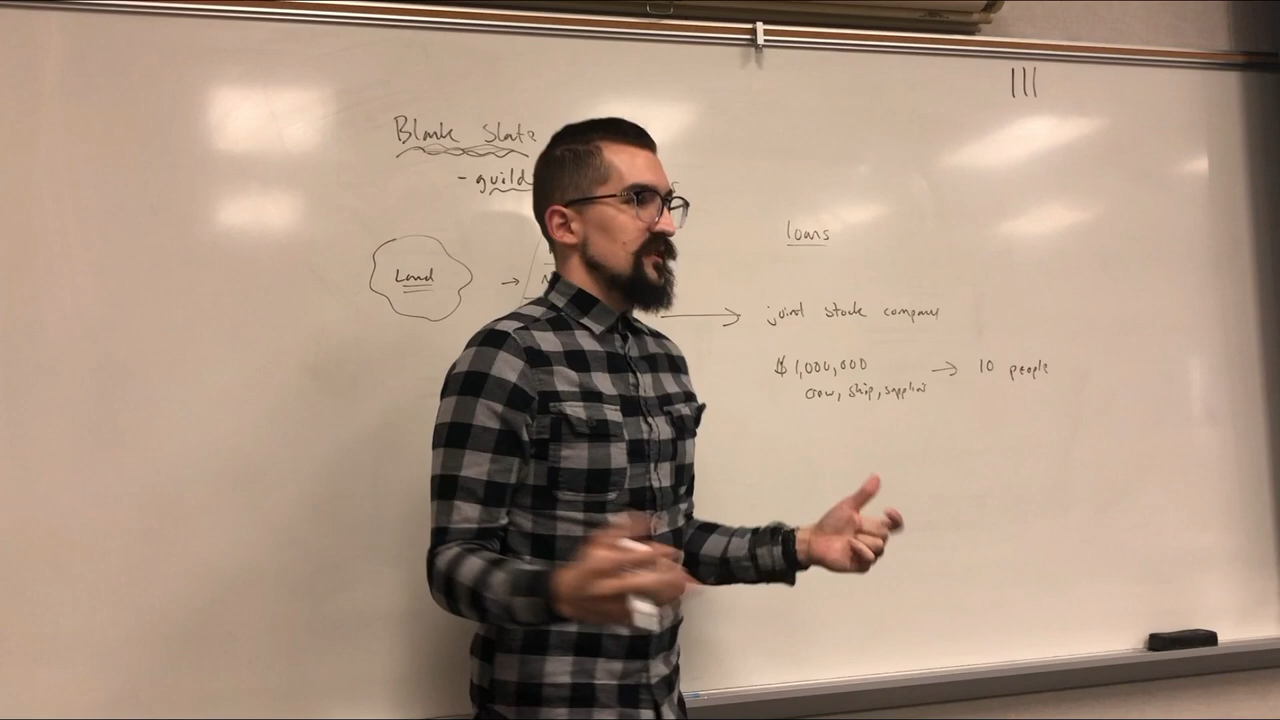 III
Blank Slate
- guild
loans
Land →
→ joint stock company
$1,000,000 → 10 people
crew, ship, supplies